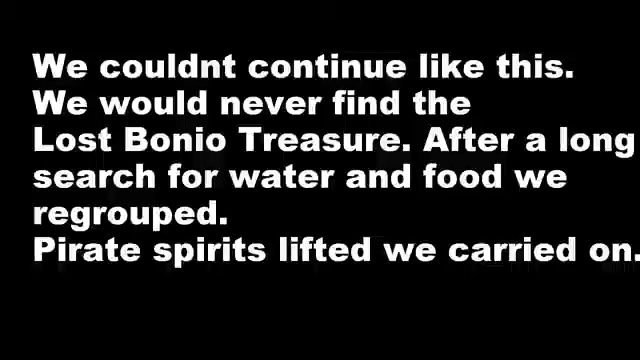 We couldnt continue like this.
We would never find the
Lost Bonio Treasure. After a long
search for water and food we
regrouped.
Pirate spirits lifted we carried on.